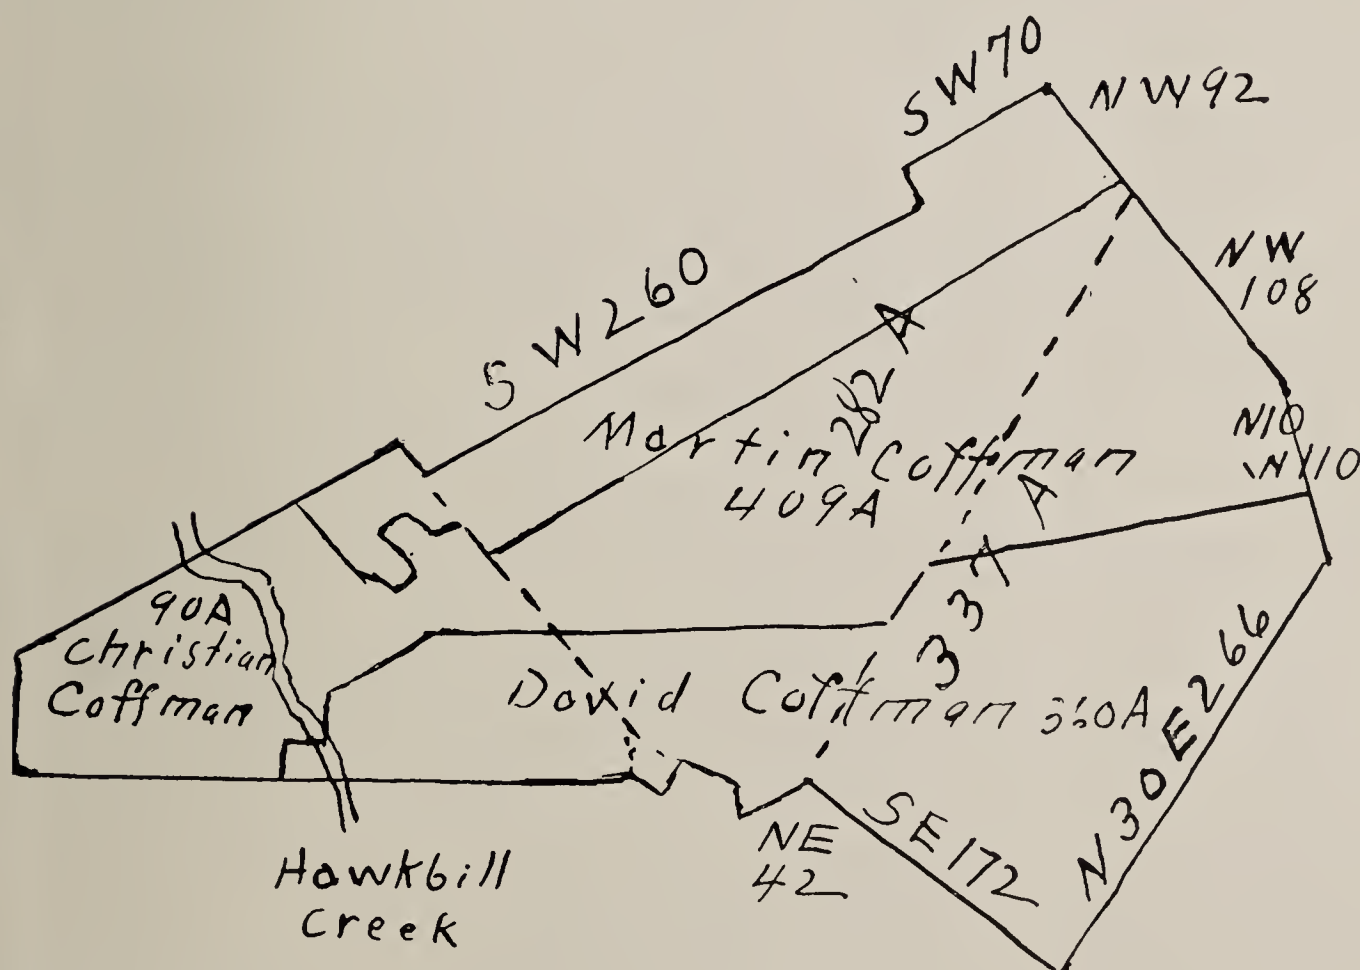 SW70
NW92
NW
108
SW260
N10
W110
282 A
Martin Coffman
409A
337 A
90A
Christian
Coffman
David Coffman
N30E266
SE172
NE
42
Hawkbill
Creek